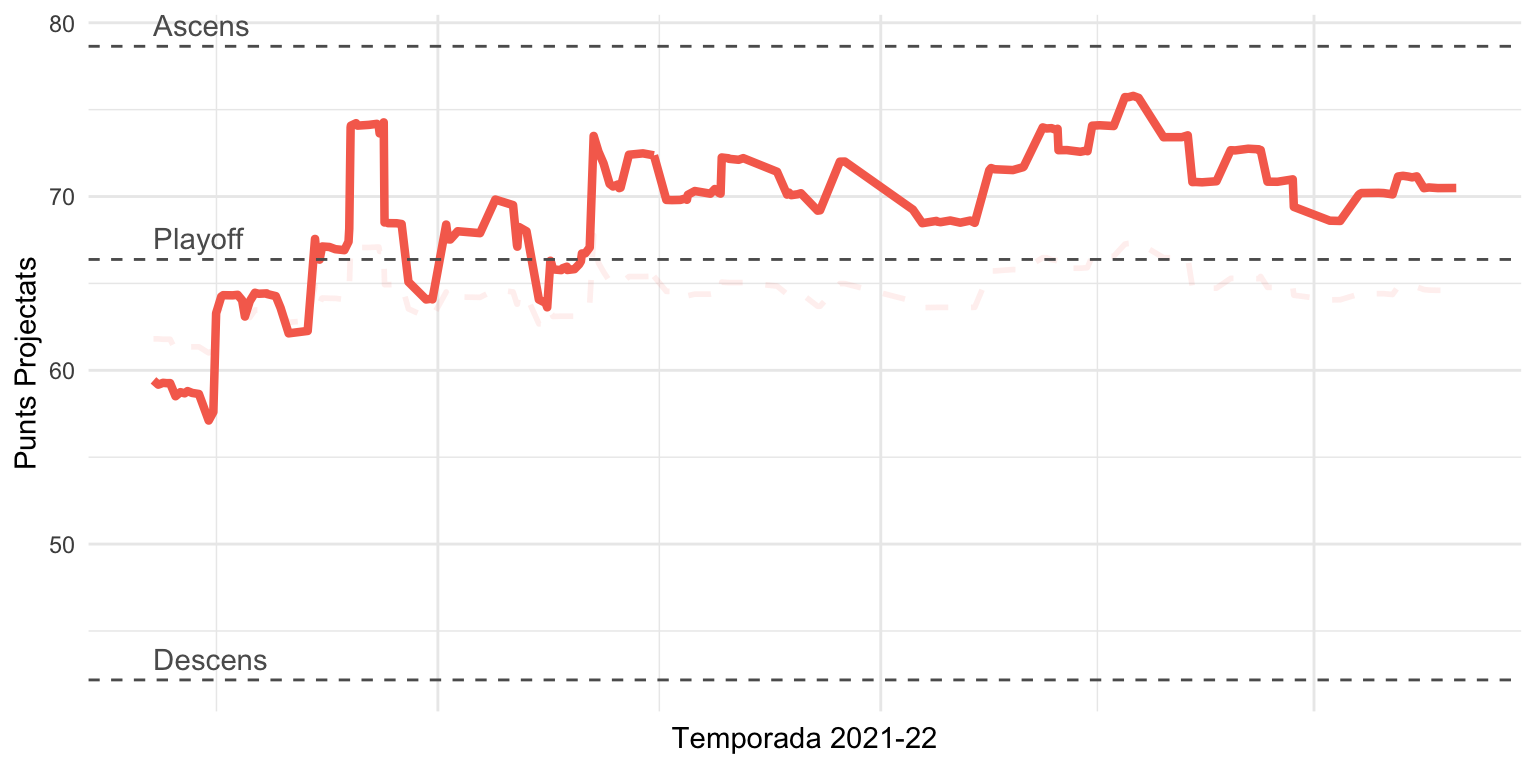 80
Ascens
70
Playoff
60
50
Descens
Punts Projectats
Temporada 2021-22